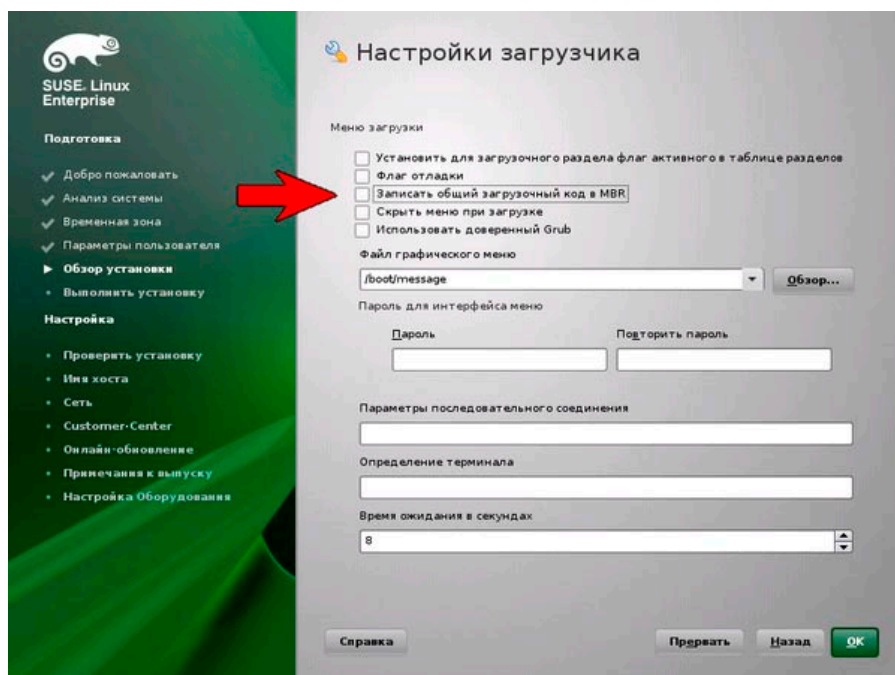 SUSE. Linux
Enterprise
Подготовка
Добро пожаловать
Анализ системы
Временная зона
Параметры пользователя
Обзор установки
Выполнить установку
Настройка
Проверить установку
Имя хоста
Сеть
Customer-Center
Онлайн-обновление
Примечания к выпуску
Настройка Оборудования
Настройки загрузчика
Меню загрузки
Установить для загрузочного раздела флаг активного в таблице разделов
Флаг отладки
Записать общий загрузочный код в MBR
Скрыть меню при загрузке
Использовать доверенный Grub
Файл графического меню
/boot/message
Обзор...
Пароль для интерфейса меню
Пароль Повторить пароль
Параметры последовательного соединения
Определение терминала
Время ожидания в секундах
8
Справка Прервать Назад OK